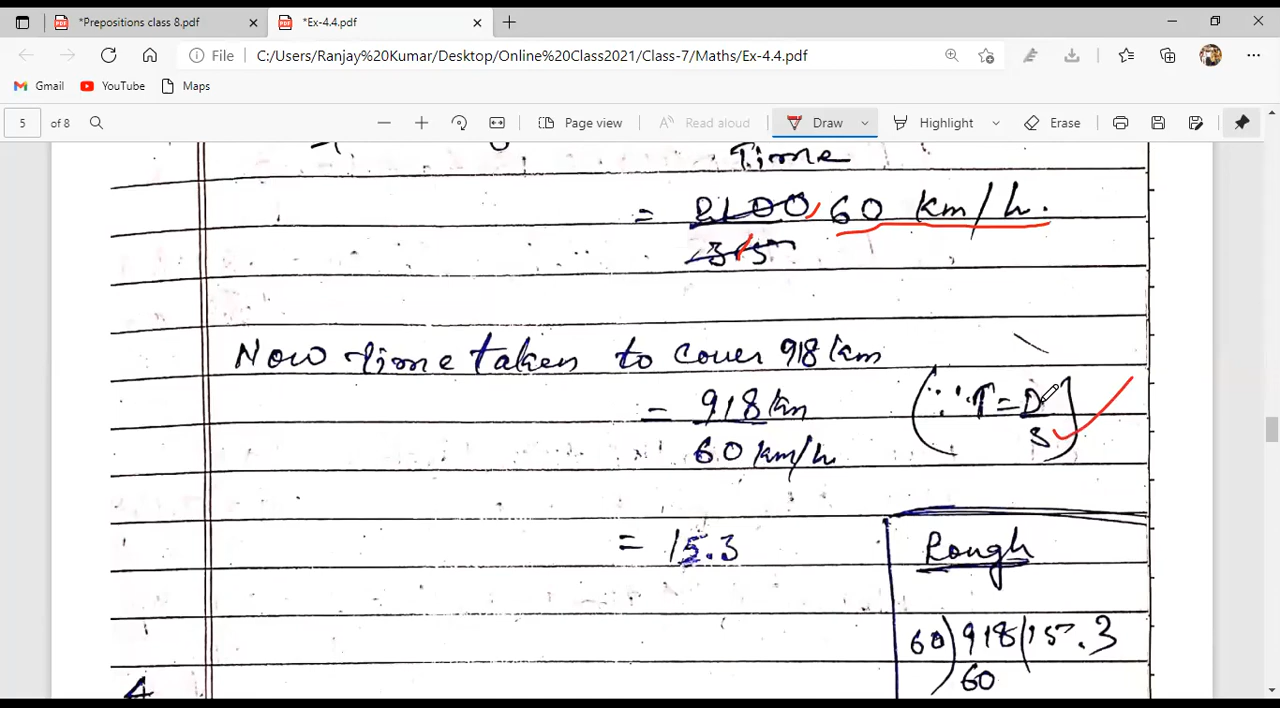 *Prepositions class 8.pdf
*Ex-4.4.pdf
File C:/Users/Ranjay%20Kumar/Desktop/Online%20Class2021/Class-7/Maths/Ex-4.4.pdf
Gmail YouTube Maps
5 of 8 Page view Read aloud Draw Highlight Erase
Time
= 2100 60 km/h.
315
Now time taken to cover 918 km
= 918 km (∵ T = D
60 km/h S)
= 15.3 Rough
60) 918 (15.3
4 60